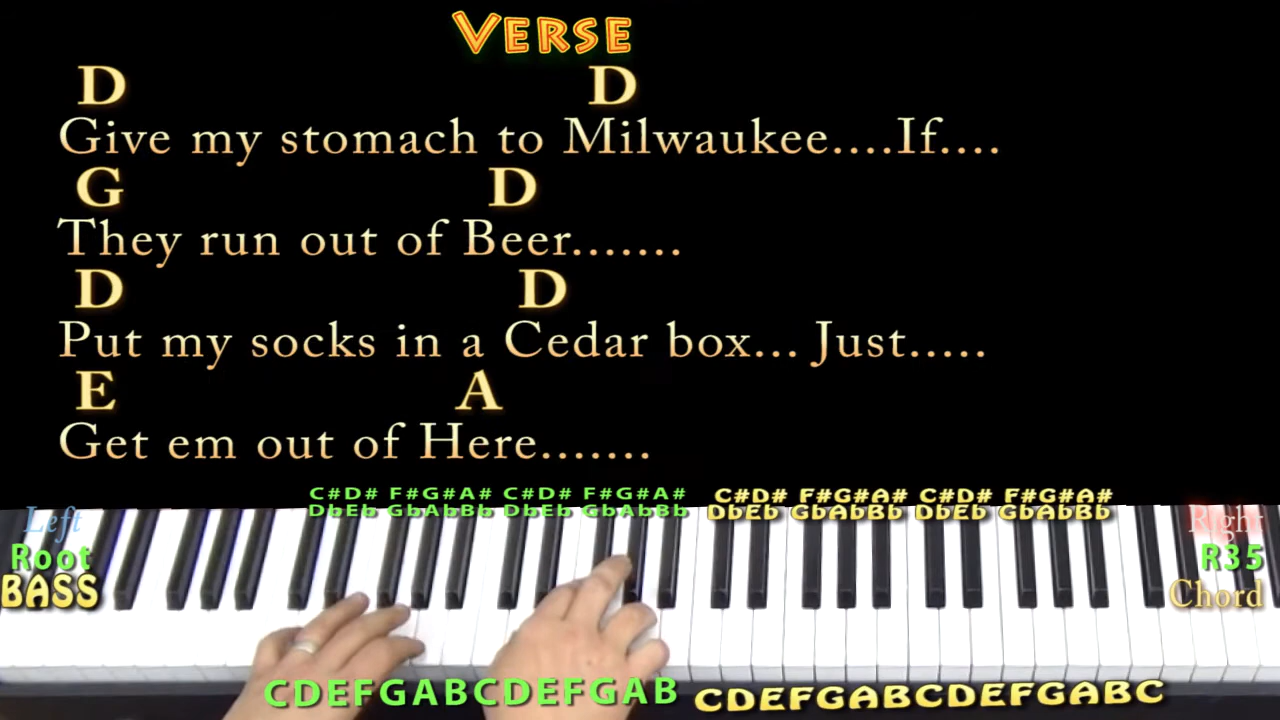 VERSE
D D
Give my stomach to Milwaukee....If....
G D
They run out of Beer.......
D D
Put my socks in a Cedar box... Just.....
E A
Get em out of Here.......
C#D# F#G#A# C#D# F#G#A# C#D# F#G#A# C#D# F#G#A#
DbEb GbAbBb DbEb GbAbBb DbEb GbAbBb DbEb GbAbBb
Left
Root
BASS
Right
R35
Chord
CDEFGABCDEFGAB CDEFGABCDEFGABC